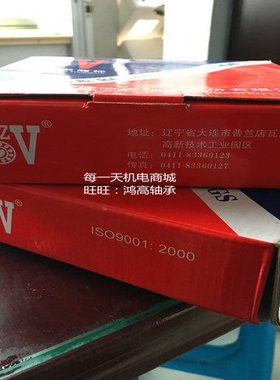 Z
V
地址：辽宁省大连市普兰店瓦
高新技术工业园区
电话：0411-83360123
传真：0411-83360127
每一天机电商城
旺旺：鸿高轴承
GS
V
ISO9001：2000